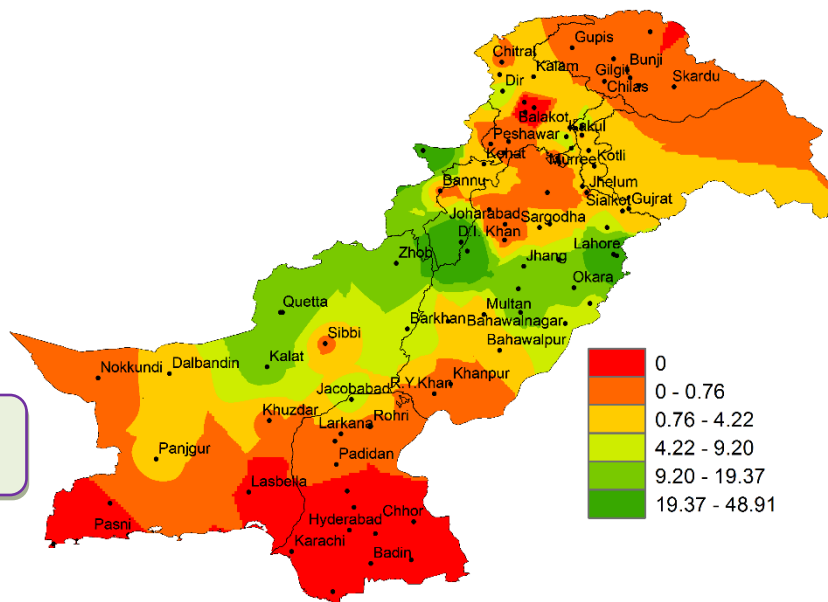 Gupis
Chitral
Bunji
Kalam
Gilgit
Dir
Skardu
Chilas
Balakot
Kakul
Peshawar
Kohat
Murree
Kotli
Bannu
Jhelum
Sialkot
Gujrat
Joharabad
Sargodha
D.I. Khan
Lahore
Zhob
Jhang
Okara
Quetta
Multan
Barkhan
Bahawalnagar
Sibbi
Bahawalpur
Kalat
Nokkundi
Dalbandin
Khanpur
R.Y.Khan
Jacobabad
Khuzdar
Rohri
Larkana
Panjgur
Padidan
Lasbella
Chhor
Pasni
Hyderabad
Karachi
Badin
0
0 - 0.76
0.76 - 4.22
4.22 - 9.20
9.20 - 19.37
19.37 - 48.91